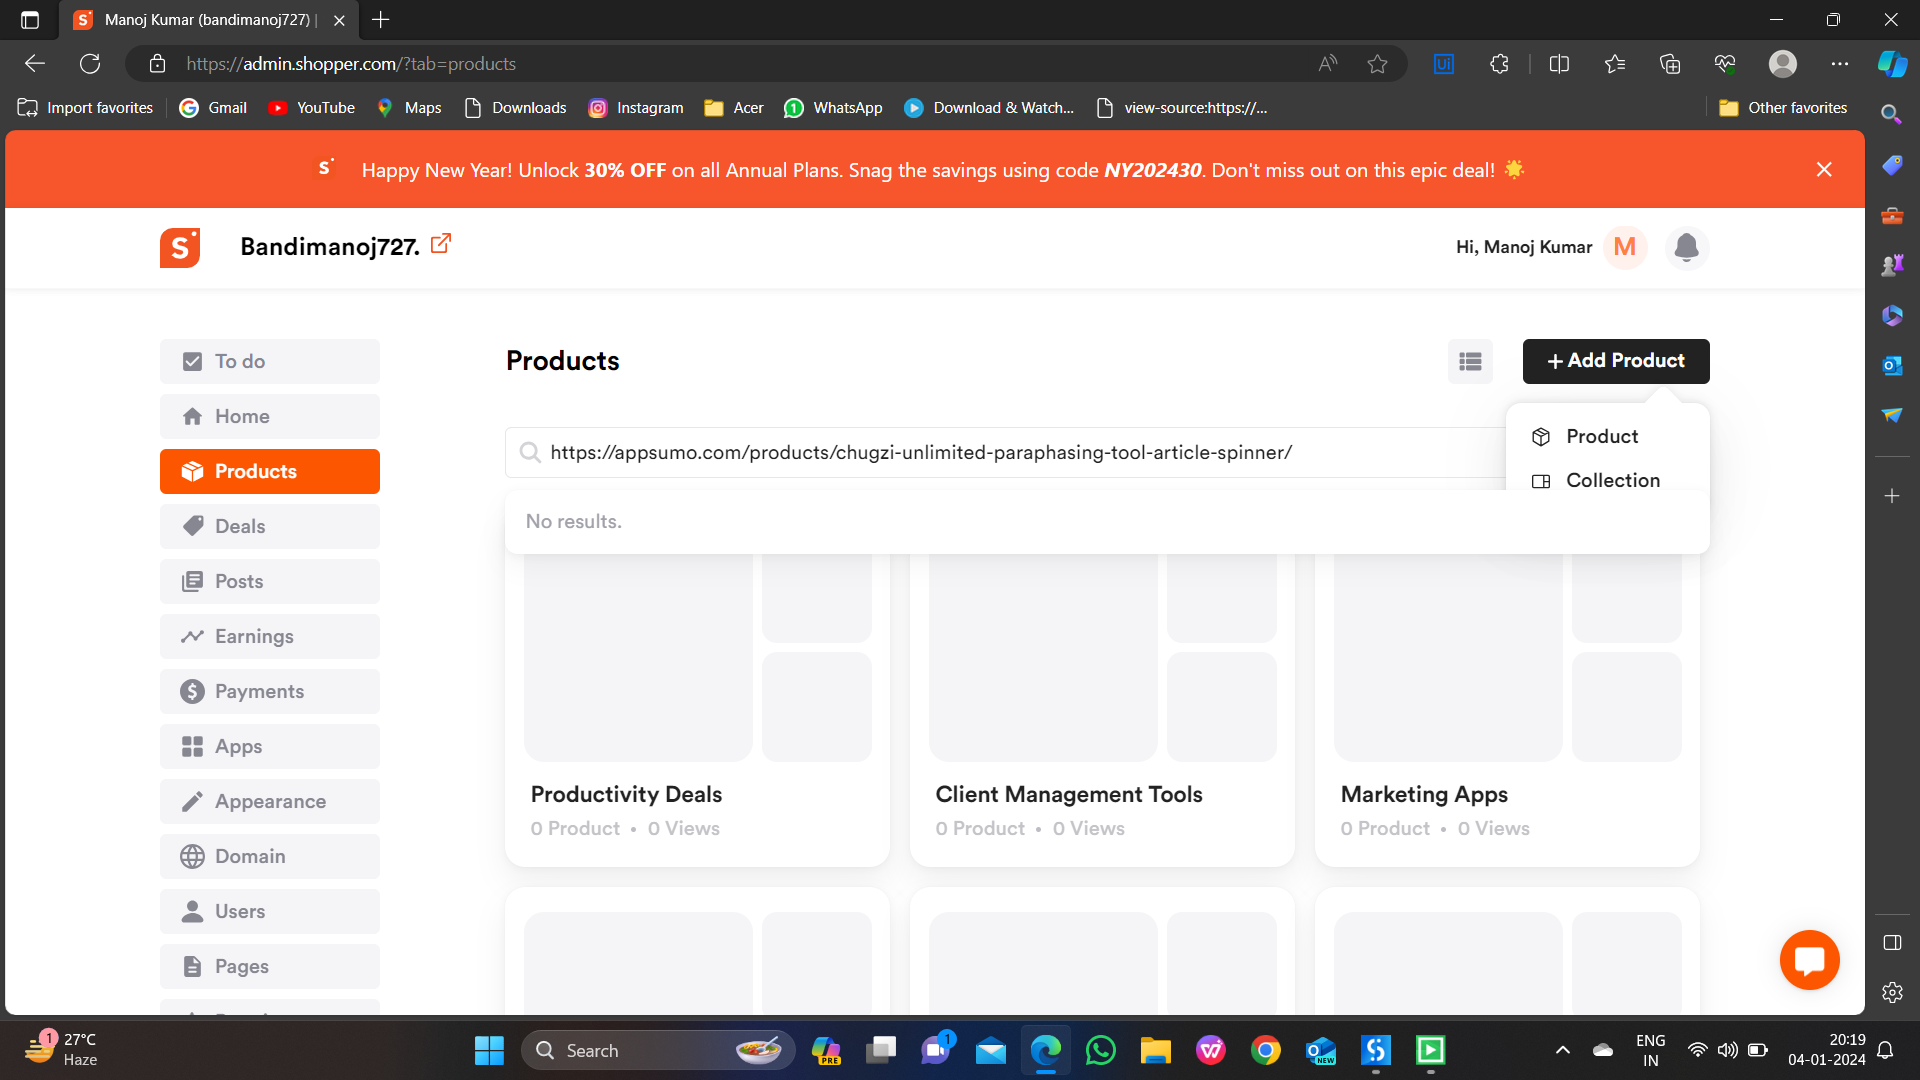 Manoj Kumar (bandimanoj727) |
https://admin.shopper.com/?tab=products
Import favorites
Gmail
YouTube
Maps
Downloads
Instagram
Acer
WhatsApp
Download & Watch...
view-source:https://...
Other favorites
Happy New Year! Unlock 30% OFF on all Annual Plans. Snag the savings using code NY202430. Don't miss out on this epic deal! 🌟
Bandimanoj727.
Hi, Manoj Kumar
M
To do
Home
Products
Deals
Posts
Earnings
Payments
Apps
Appearance
Domain
Users
Pages
Products
+ Add Product
Product
Collection
https://appsumo.com/products/chugzi-unlimited-paraphasing-tool-article-spinner/
No results.
Productivity Deals
0 Product • 0 Views
Client Management Tools
0 Product • 0 Views
Marketing Apps
0 Product • 0 Views
1
27°C
Haze
Search
PRE
1
NEW
ENG
IN
20:19
04-01-2024